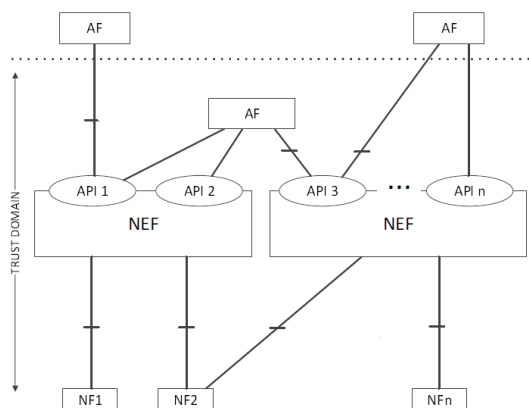 AF
AF
AF
API 1
API 2
API 3
...
API n
NEF
NEF
TRUST DOMAIN
NF1
NF2
NFn